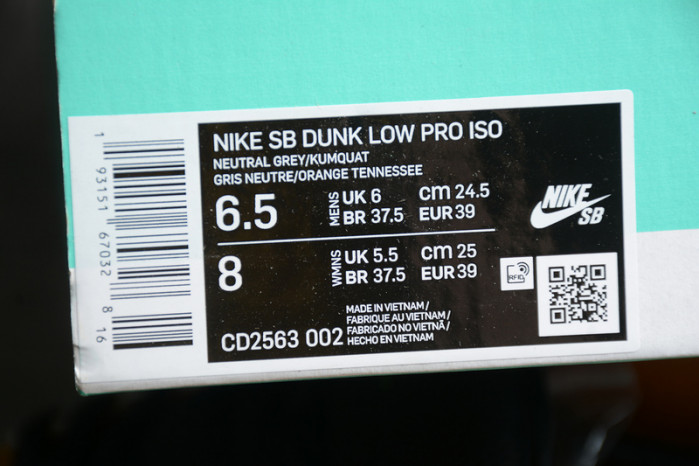 NIKE SB DUNK LOW PRO ISO
NEUTRAL GREY/KUMQUAT
GRIS NEUTRE/ORANGE TENNESSEE
6.5 MENS UK 6 cm 24.5
BR 37.5 EUR 39
8 WMNS UK 5.5 cm 25
BR 37.5 EUR 39
CD2563 002
MADE IN VIETNAM /
FABRIQUE AU VIETNAM /
FABRICADO NO VIETNÃ /
HECHO EN VIETNAM
NIKE
SB
RFID
1 93151 67032 8 16